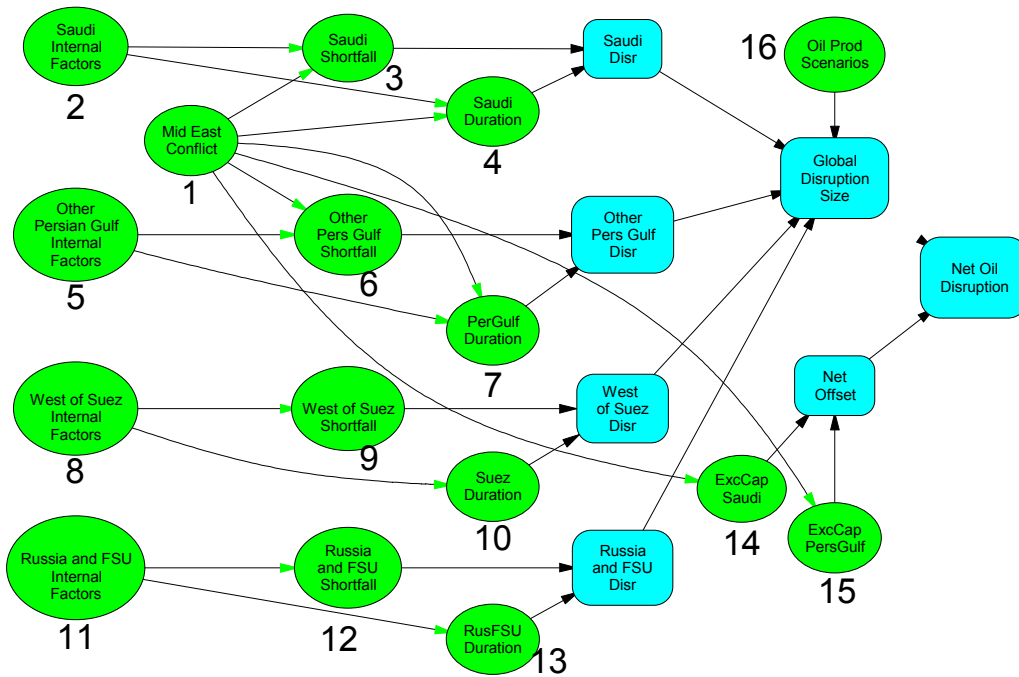 Saudi
Internal
Factors
2
Saudi
Shortfall
3
Saudi
Disr
16
Oil Prod
Scenarios
Saudi
Duration
4
Mid East
Conflict
1
Global
Disruption
Size
Other
Persian Gulf
Internal
Factors
5
Other
Pers Gulf
Shortfall
6
Other
Pers Gulf
Disr
Net Oil
Disruption
PerGulf
Duration
7
West of Suez
Internal
Factors
8
West of Suez
Shortfall
9
West
of Suez
Disr
Net
Offset
Suez
Duration
10
ExcCap
Saudi
14
ExcCap
PersGulf
15
Russia and FSU
Internal
Factors
11
Russia
and FSU
Shortfall
12
Russia
and FSU
Disr
RusFSU
Duration
13